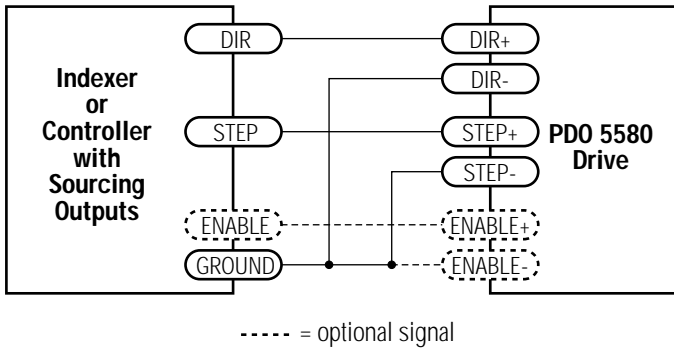 DIR
DIR+
DIR-
Indexer
or
Controller
with
Sourcing
Outputs
STEP
STEP+
STEP-
PDO 5580
Drive
ENABLE
ENABLE+
GROUND
ENABLE-
= optional signal